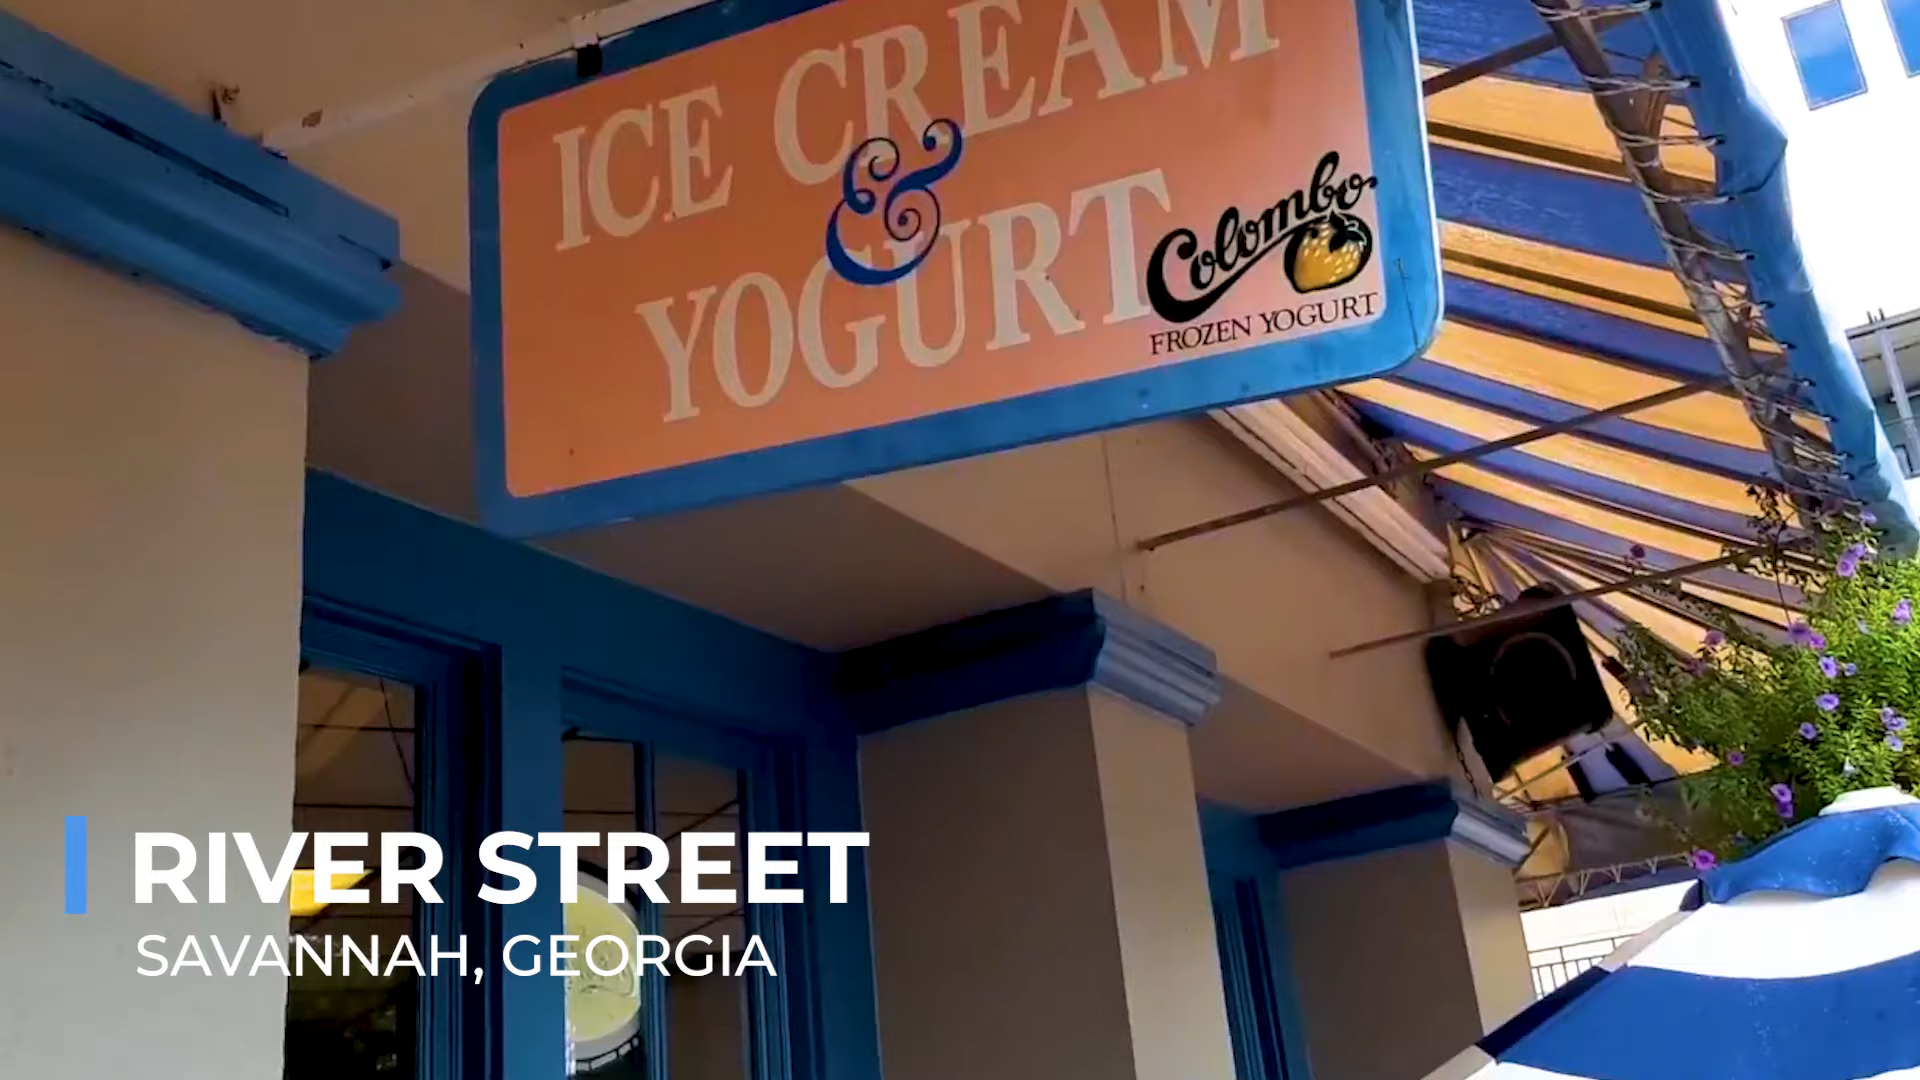 ICE CREAM
&
YOGURT
Colombo
FROZEN YOGURT
RIVER STREET
SAVANNAH, GEORGIA